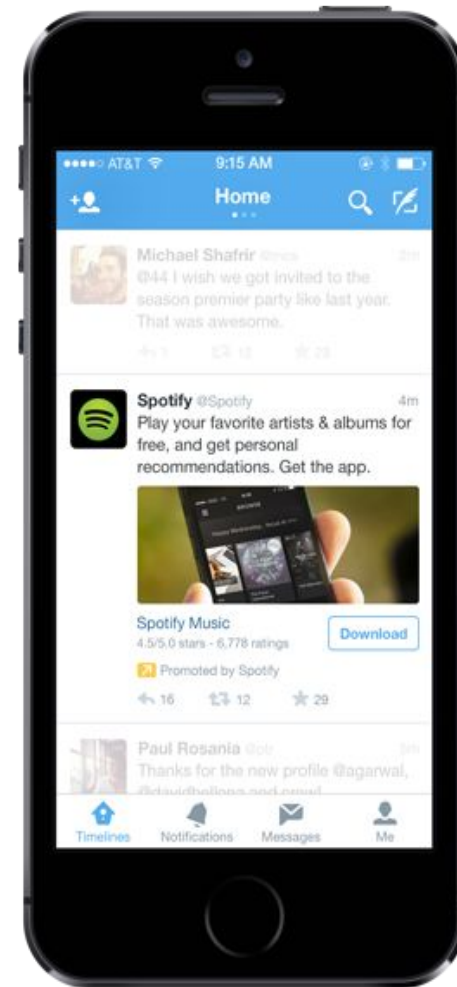 AT&T 9:15 AM
Home
Michael Shafrir
@44 I wish we got invited to the
season premier party like last year.
That was awesome.
12 28
Spotify @Spotify 4m
Play your favorite artists & albums for
free, and get personal
recommendations. Get the app.
BROWSE
Spotify Music
4.5/5.0 stars - 6,778 ratings
Download
Promoted by Spotify
16 12 29
Paul Rosania
Thanks for the new profile @agarwal,
Timelines Notifications Messages Me